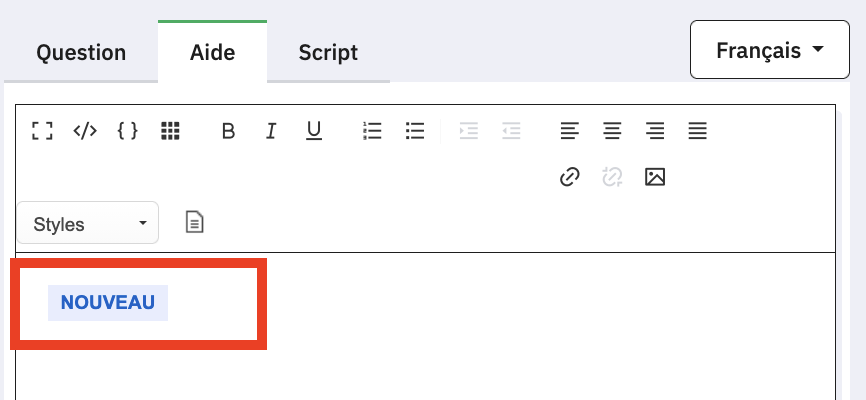 Question Aide Script Français
</> { } B I U
Styles
NOUVEAU